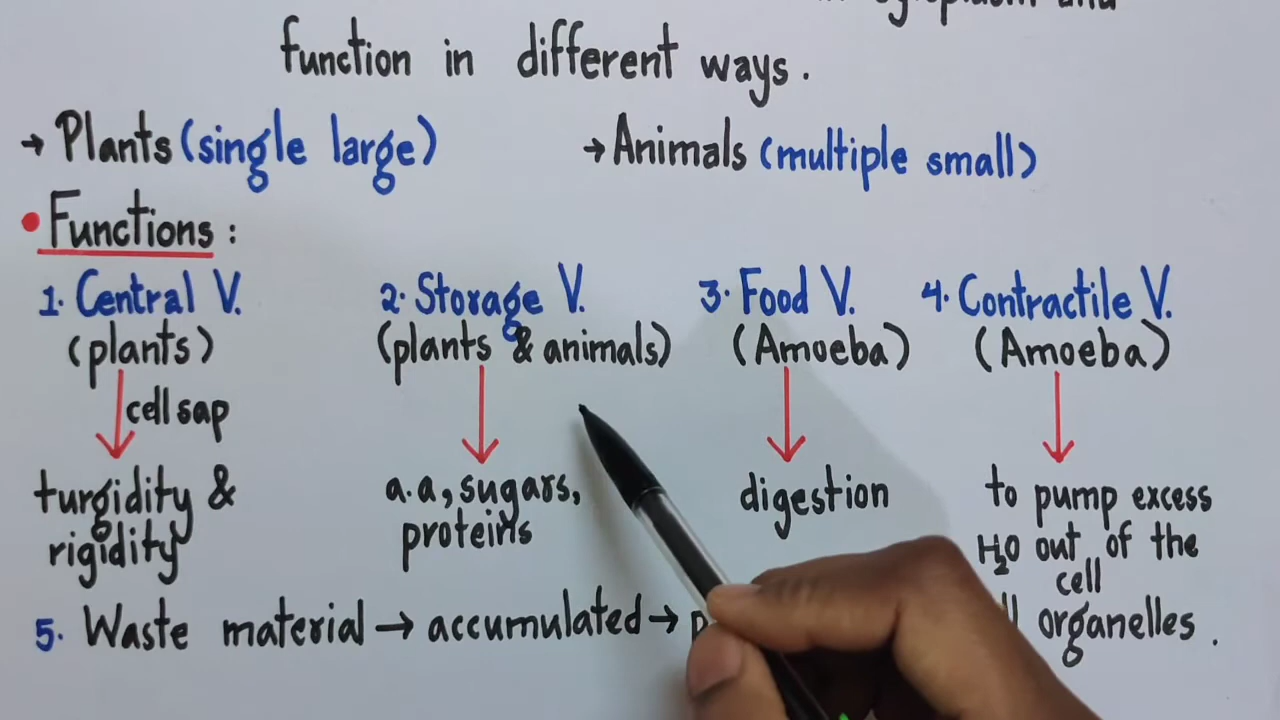 function in different ways.
→ Plants (single large) → Animals (multiple small)
• Functions :
1. Central V. 2. Storage V. 3. Food V. 4. Contractile V.
(plants) (plants & animals) (Amoeba) (Amoeba)
cell sap
turgidity & a.a, sugars, digestion to pump excess
rigidity proteins H2O out of the
cell
5. Waste material → accumulated → organelles.